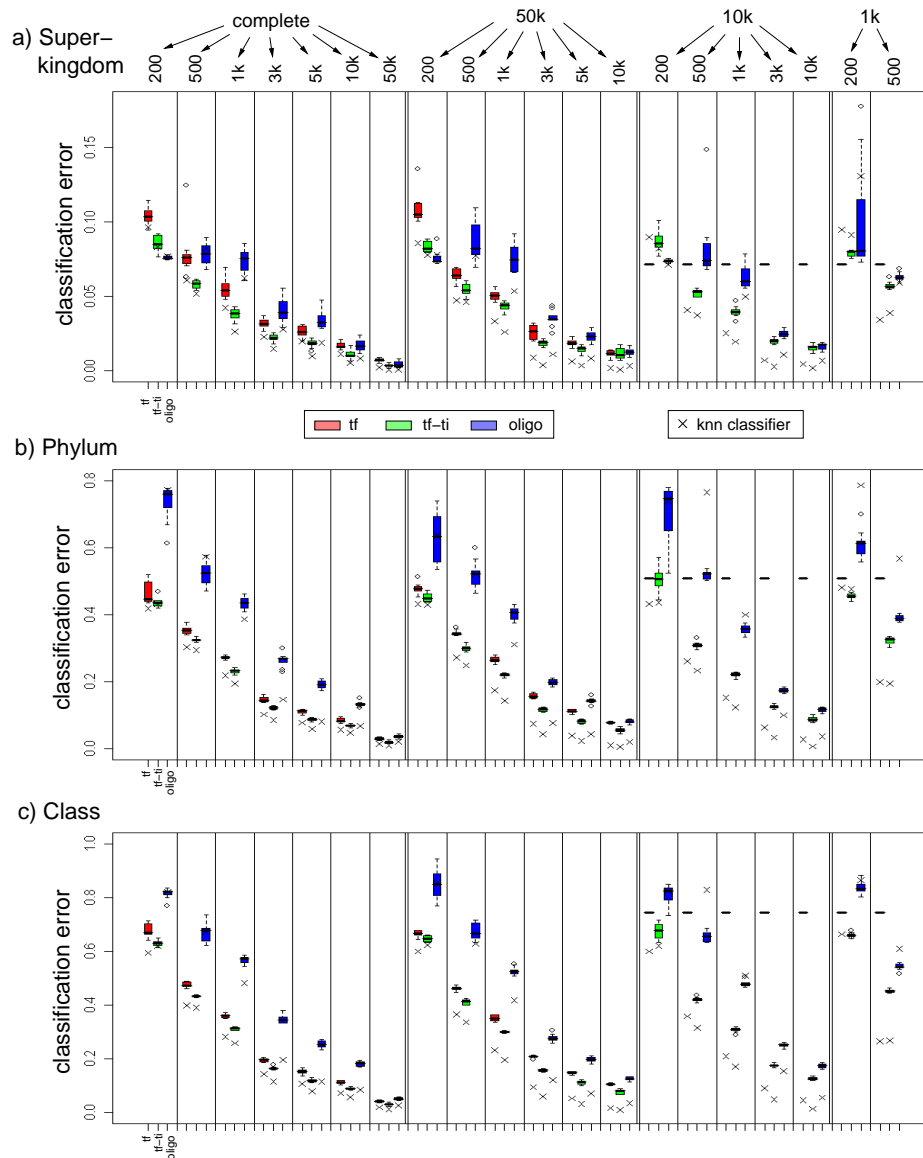 complete 50k 10k 1k
a) Super-
kingdom
200 500 1k 3k 5k 10k 50k 200 500 1k 3k 5k 10k 200 500 1k 3k 10k 200 500
classification error
0.00 0.05 0.10 0.15
tf
tf-ti
oligo
tf tf-ti oligo knn classifier
b) Phylum
classification error
0.0 0.2 0.4 0.6 0.8
tf
tf-ti
oligo
c) Class
classification error
0.0 0.2 0.4 0.6 0.8 1.0
tf
tf-ti
oligo